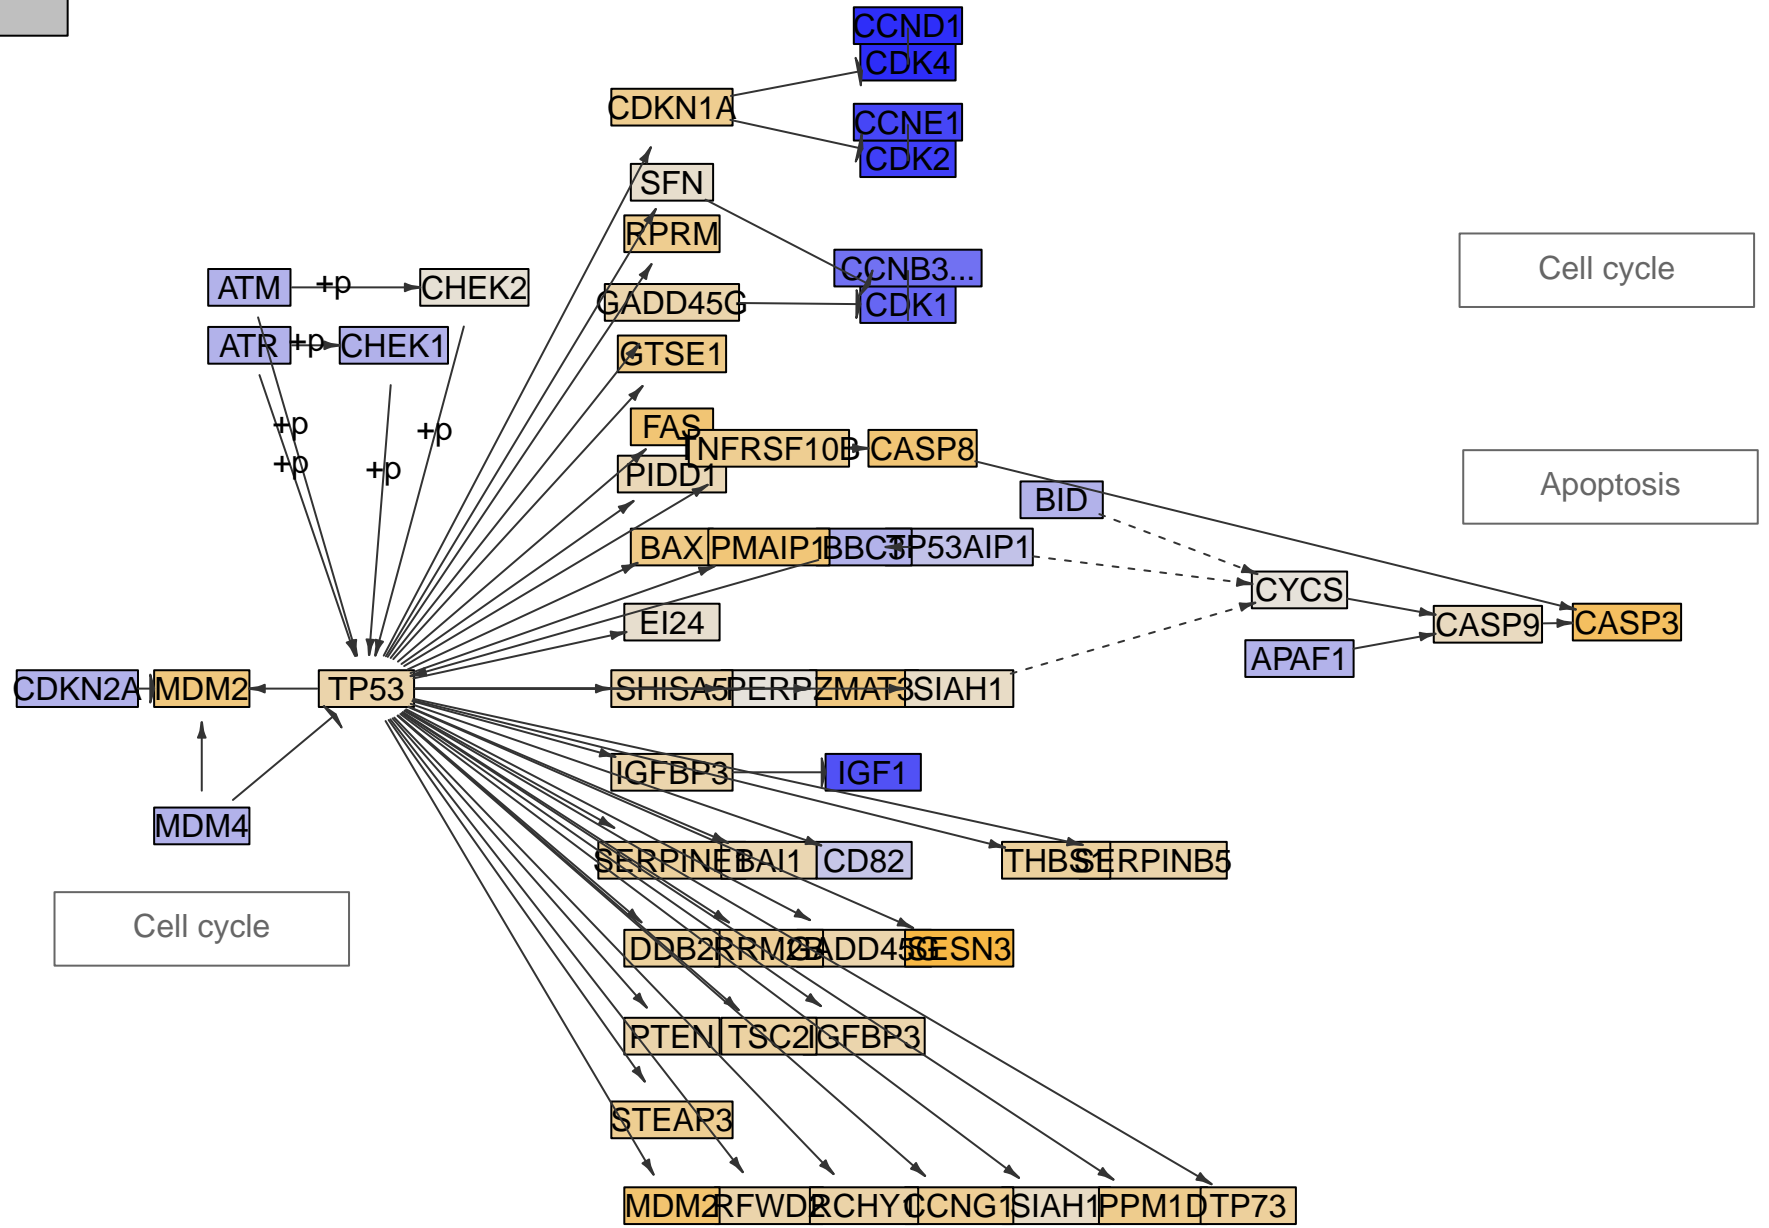 CCND1
CDK4
CDKN1A
CCNE1
CDK2
SFN
RPRM
CCNB3...
Cell cycle
ATM
+p
CHEK2
GADD45G
CDK1
ATR
+p
CHEK1
GTSE1
+p
+p
FAS
TNFRSF10B
CASP8
+p
+p
PIDD1
Apoptosis
BID
BAX
PMAIP1
BBC3
TP53AIP1
CYCS
EI24
CASP9
CASP3
APAF1
CDKN2A
MDM2
TP53
SHISA5
PERP
ZMAT3
SIAH1
IGFBP3
IGF1
MDM4
SERPINE1
BAI1
CD82
THBS1
SERPINB5
Cell cycle
DDB2
RRM2B
GADD45G
SESN3
PTEN
TSC2
IGFBP3
STEAP3
MDM2
RFWD2
RCHY1
CCNG1
SIAH1
PPM1D
TP73